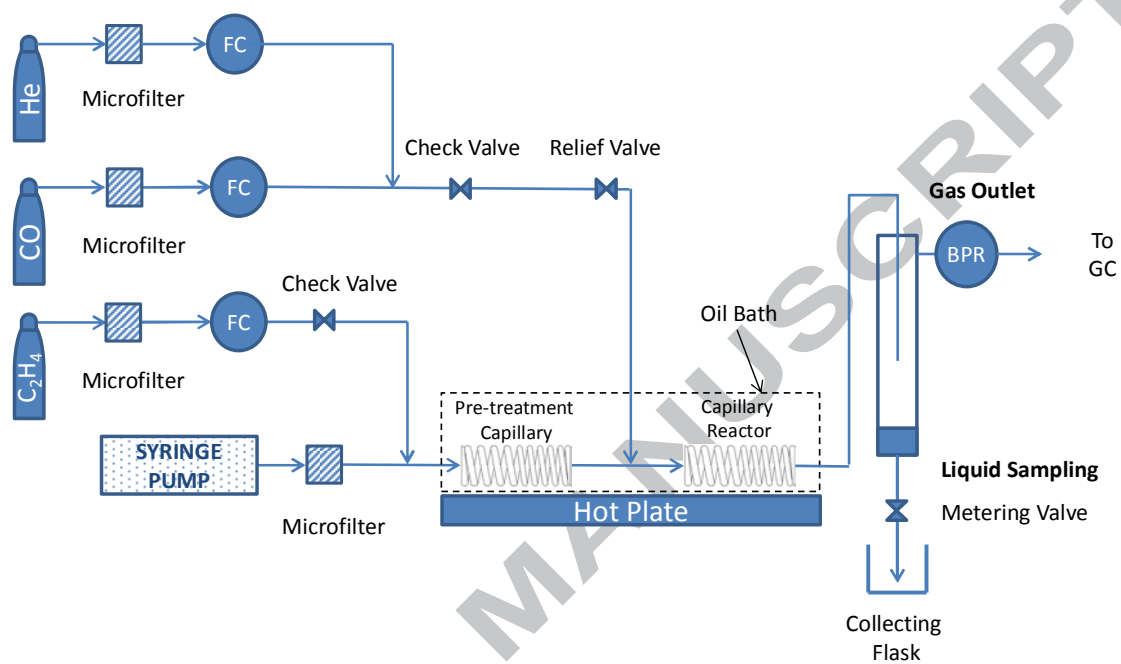 He
FC
Microfilter
CO
FC
Microfilter
Check Valve
Relief Valve
C₂H₄
FC
Microfilter
Check Valve
SYRINGE
PUMP
Microfilter
Oil Bath
Pre-treatment
Capillary
Capillary
Reactor
Hot Plate
Gas Outlet
BPR
To
GC
Liquid Sampling
Metering Valve
Collecting
Flask
MANUSCRIPT